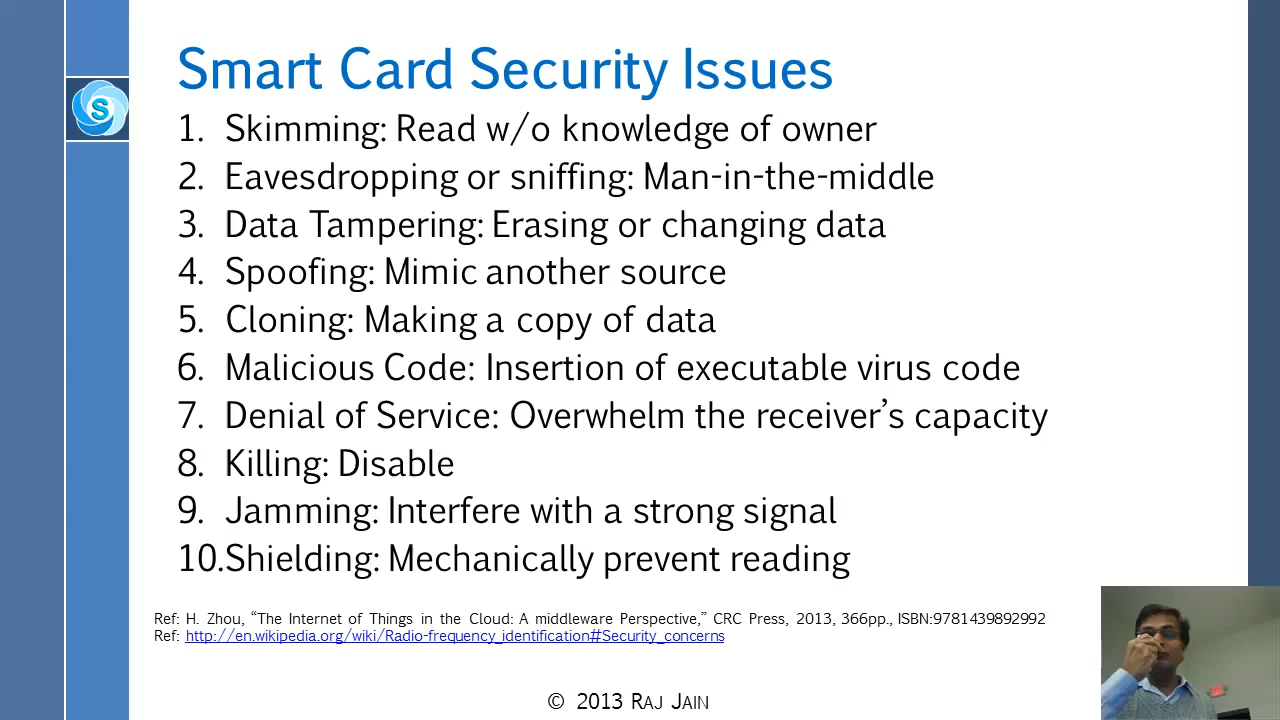 Smart Card Security Issues
S
1. Skimming: Read w/o knowledge of owner
2. Eavesdropping or sniffing: Man-in-the-middle
3. Data Tampering: Erasing or changing data
4. Spoofing: Mimic another source
5. Cloning: Making a copy of data
6. Malicious Code: Insertion of executable virus code
7. Denial of Service: Overwhelm the receiver’s capacity
8. Killing: Disable
9. Jamming: Interfere with a strong signal
10.Shielding: Mechanically prevent reading
Ref: H. Zhou, “The Internet of Things in the Cloud: A middleware Perspective,” CRC Press, 2013, 366pp., ISBN:9781439892992
Ref: http://en.wikipedia.org/wiki/Radio-frequency_identification#Security_concerns
© 2013 RAJ JAIN